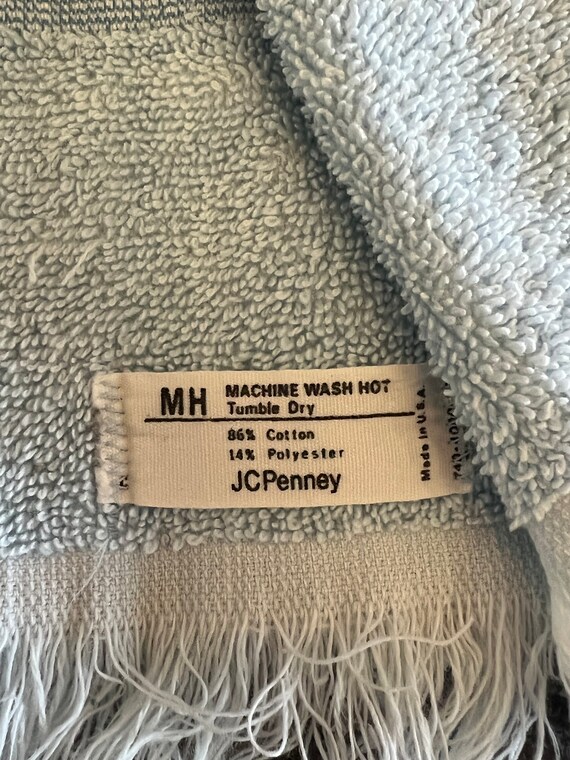 MH
MACHINE WASH HOT
Tumble Dry
86% Cotton
14% Polyester
JCPenney
Made in U.S.A.